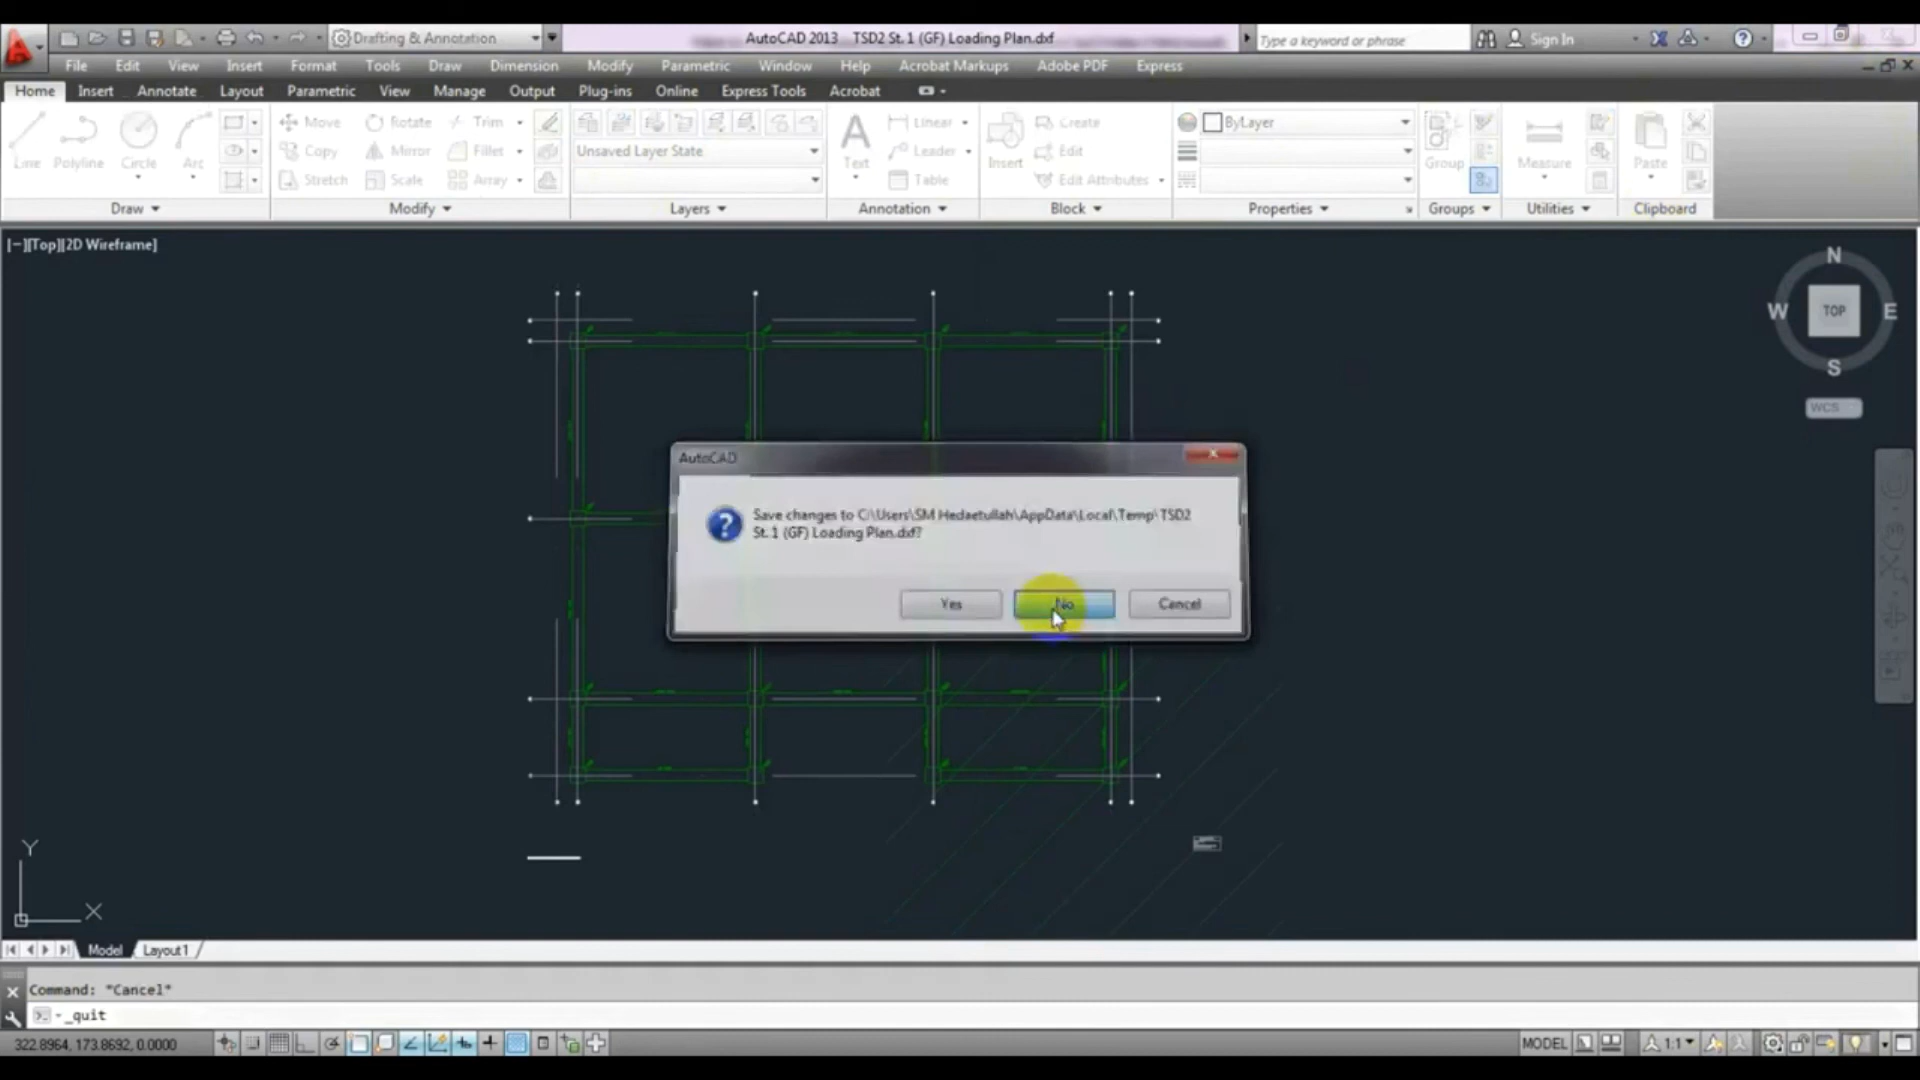 Drafting & Annotation
AutoCAD 2013 TSD2 St. 1 (GF) Loading Plan.dxf
Type a keyword or phrase
Sign In
File Edit View Insert Format Tools Draw Dimension Modify Parametric Window Help Acrobat Markups Adobe PDF Express
Home Insert Annotate Layout Parametric View Manage Output Plug-ins Online Express Tools Acrobat
Move Rotate Trim Linear Create ByLayer
Line Polyline Circle Arc Copy Mirror Fillet Unsaved Layer State Text Leader Insert Edit Group Measure Paste
Stretch Scale Array Table Edit Attributes
Draw Modify Layers Annotation Block Properties Groups Utilities Clipboard
[−][Top][2D Wireframe]
N
W TOP E
S
WCS
AutoCAD
Save changes to C:\Users\SM Hedaetullah\AppData\Local\Temp\TSD2
St. 1 (GF) Loading Plan.dxf?
Yes No Cancel
Y
X
Model Layout1
Command: *Cancel*
_quit
322.8964, 173.8692, 0.0000
MODEL 1:1